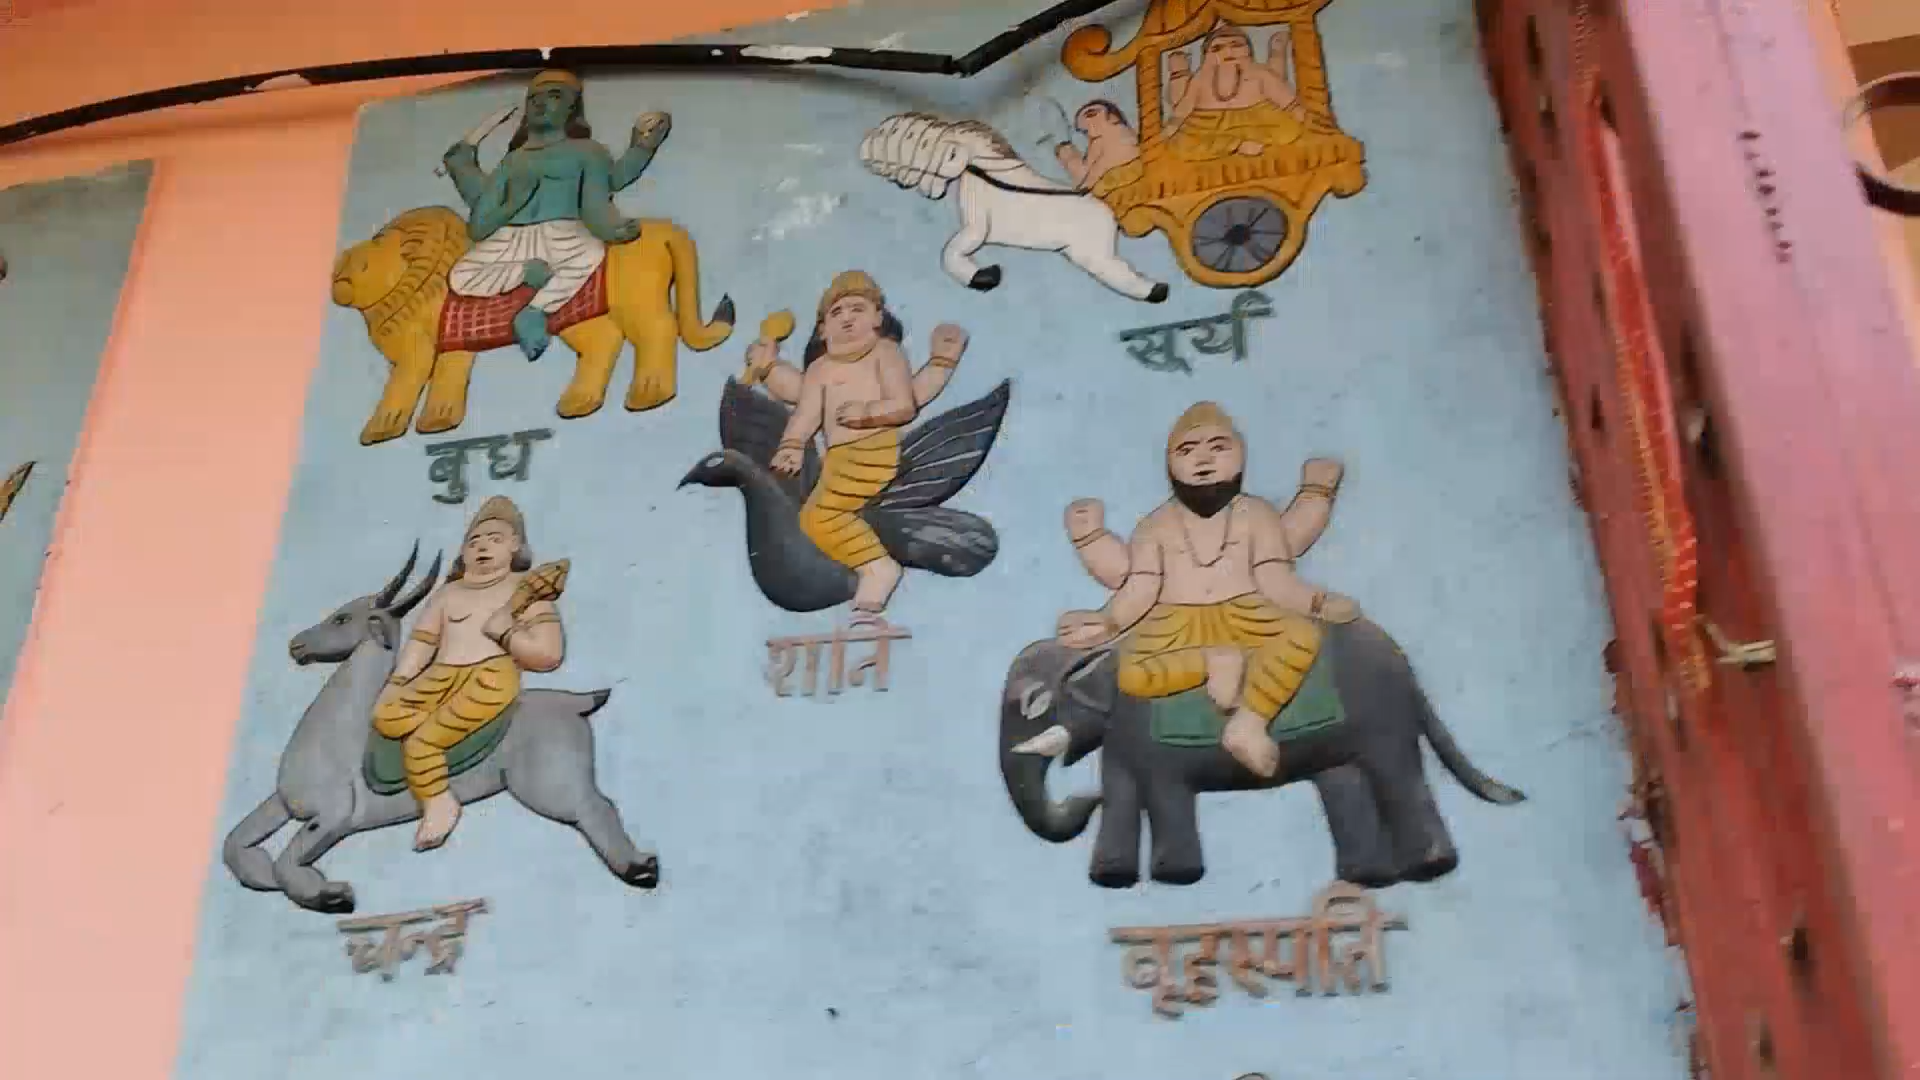 सूर्य
बुध
शनि
चन्द्र
बृहस्पति